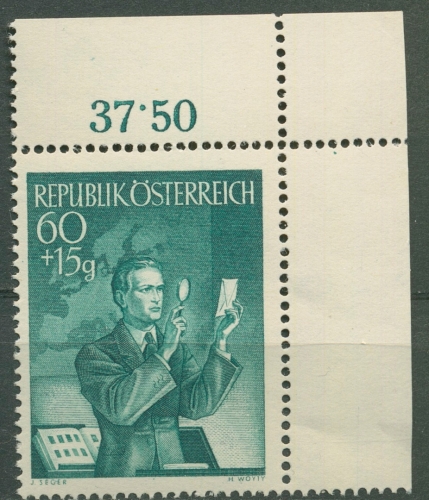 37·50
REPUBLIK ÖSTERREICH
60
+15g
J. SEGER
H. WOYTY